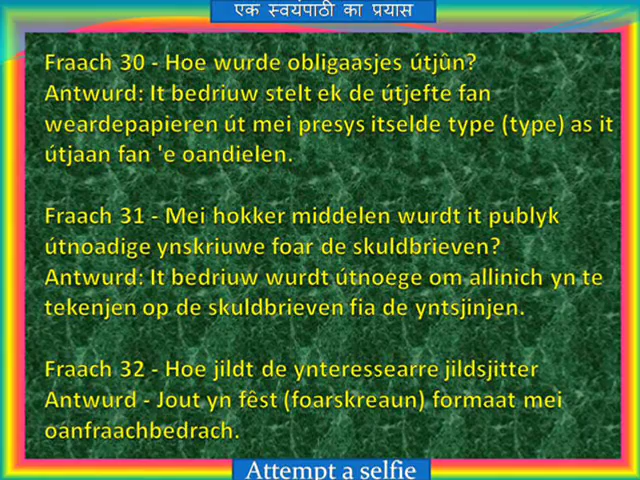 एक स्वयंपाठी का प्रयास
Fraach 30 - Hoe wurde obligaasjes útjûn?
Antwurd: It bedriuw stelt ek de útjefte fan
weardepapieren út mei presys itselde type (type) as it
útjaan fan 'e oandielen.
Fraach 31 - Mei hokker middelen wurdt it publyk
útnoadige ynskriuwe foar de skuldbrieven?
Antwurd: It bedriuw wurdt útnoege om allinich yn te
tekenjen op de skuldbrieven fia de yntsjinjen.
Fraach 32 - Hoe jildt de ynteressearre jildsjitter
Antwurd - Jout yn fêst (foarskreaun) formaat mei
oanfraachbedrach.
Attempt a selfie